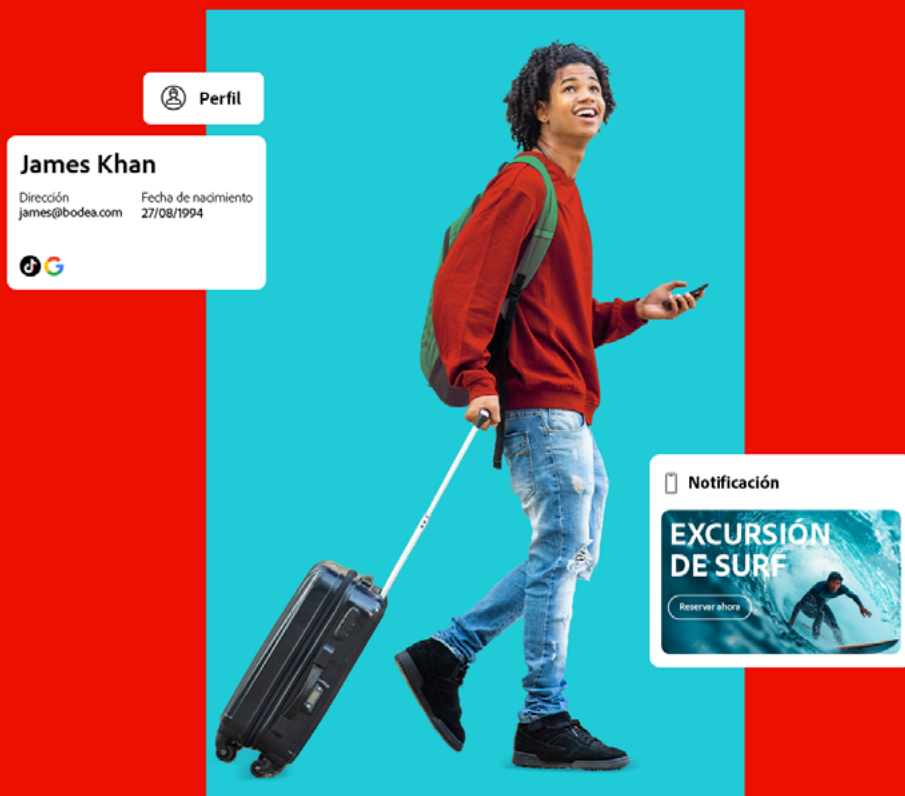 Perfil
James Khan
Dirección
Fecha de nacimiento
james@bodea.com
27/08/1994
Notificación
EXCURSIÓN
DE SURF
Reservar ahora